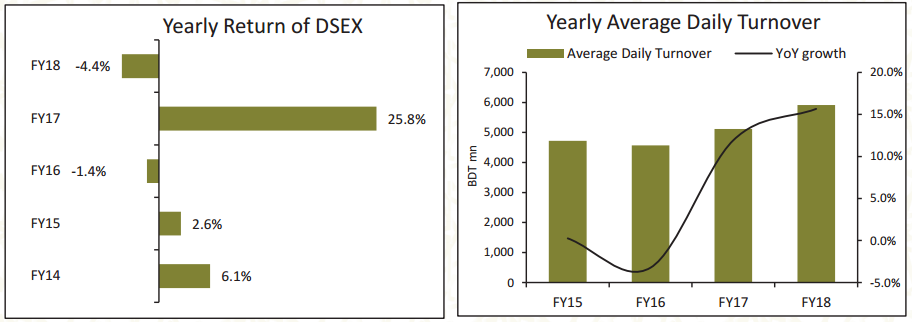 Yearly Return of DSEX
FY18 -4.4%
FY17 25.8%
FY16 -1.4%
FY15 2.6%
FY14 6.1%
Yearly Average Daily Turnover
Average Daily Turnover YoY growth
7,000 20.0%
6,000 15.0%
5,000
4,000 10.0%
3,000 5.0%
2,000
1,000 0.0%
0 -5.0%
BDT mn
FY15 FY16 FY17 FY18